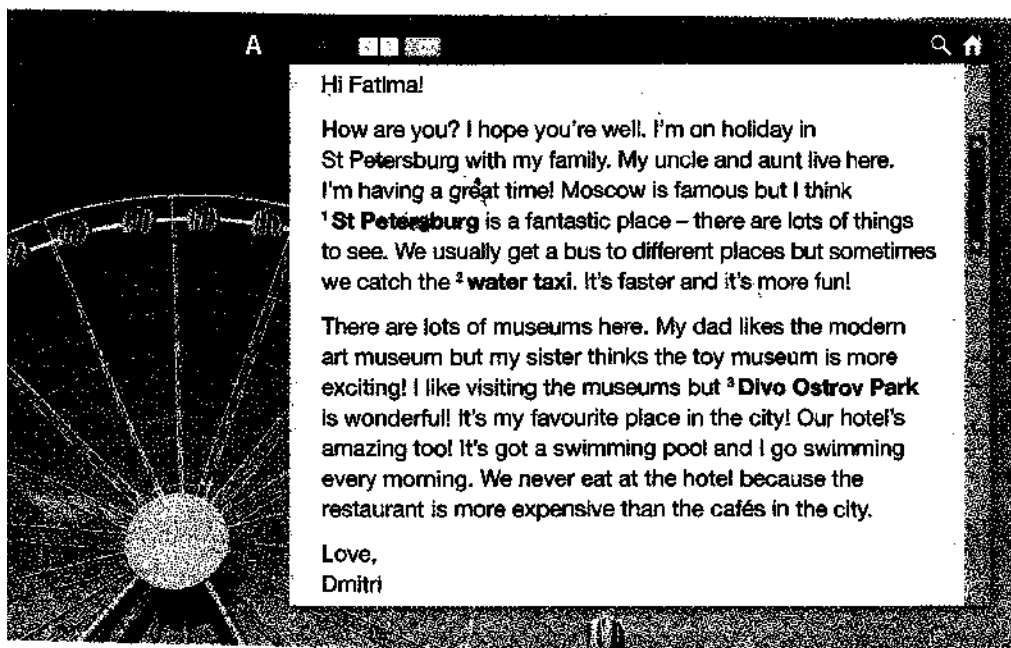 A
Hi Fatima!
How are you? I hope you're well. I'm on holiday in
St Petersburg with my family. My uncle and aunt live here.
I'm having a great time! Moscow is famous but I think
¹ St Petersburg is a fantastic place – there are lots of things
to see. We usually get a bus to different places but sometimes
we catch the ² water taxi. It's faster and it's more fun!
There are lots of museums here. My dad likes the modern
art museum but my sister thinks the toy museum is more
exciting! I like visiting the museums but ³ Divo Ostrov Park
is wonderful! It's my favourite place in the city! Our hotel's
amazing too! It's got a swimming pool and I go swimming
every morning. We never eat at the hotel because the
restaurant is more expensive than the cafés in the city.
Love,
Dmitri